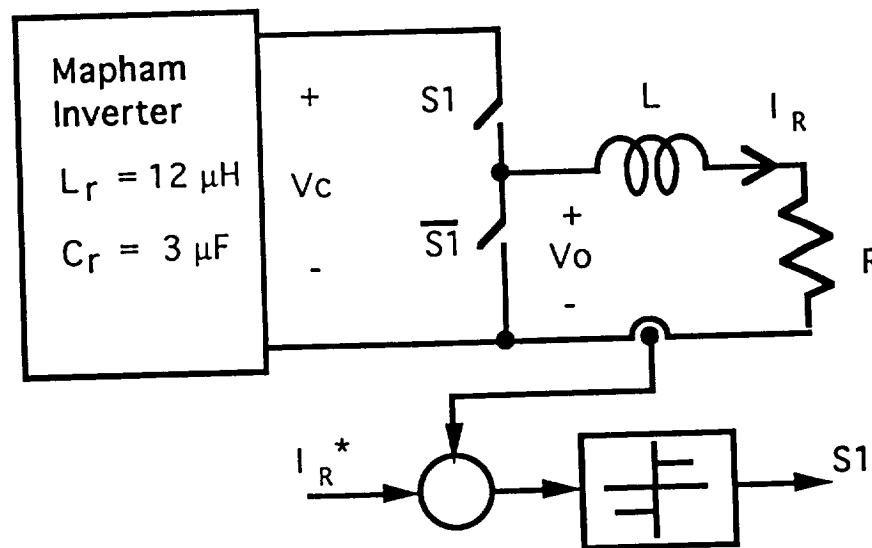 Mapham
Inverter
Lr = 12 μH
Cr = 3 μF
+
Vc
-
S1
S1̅
L
IR
+
Vo
-
R
IR*
S1